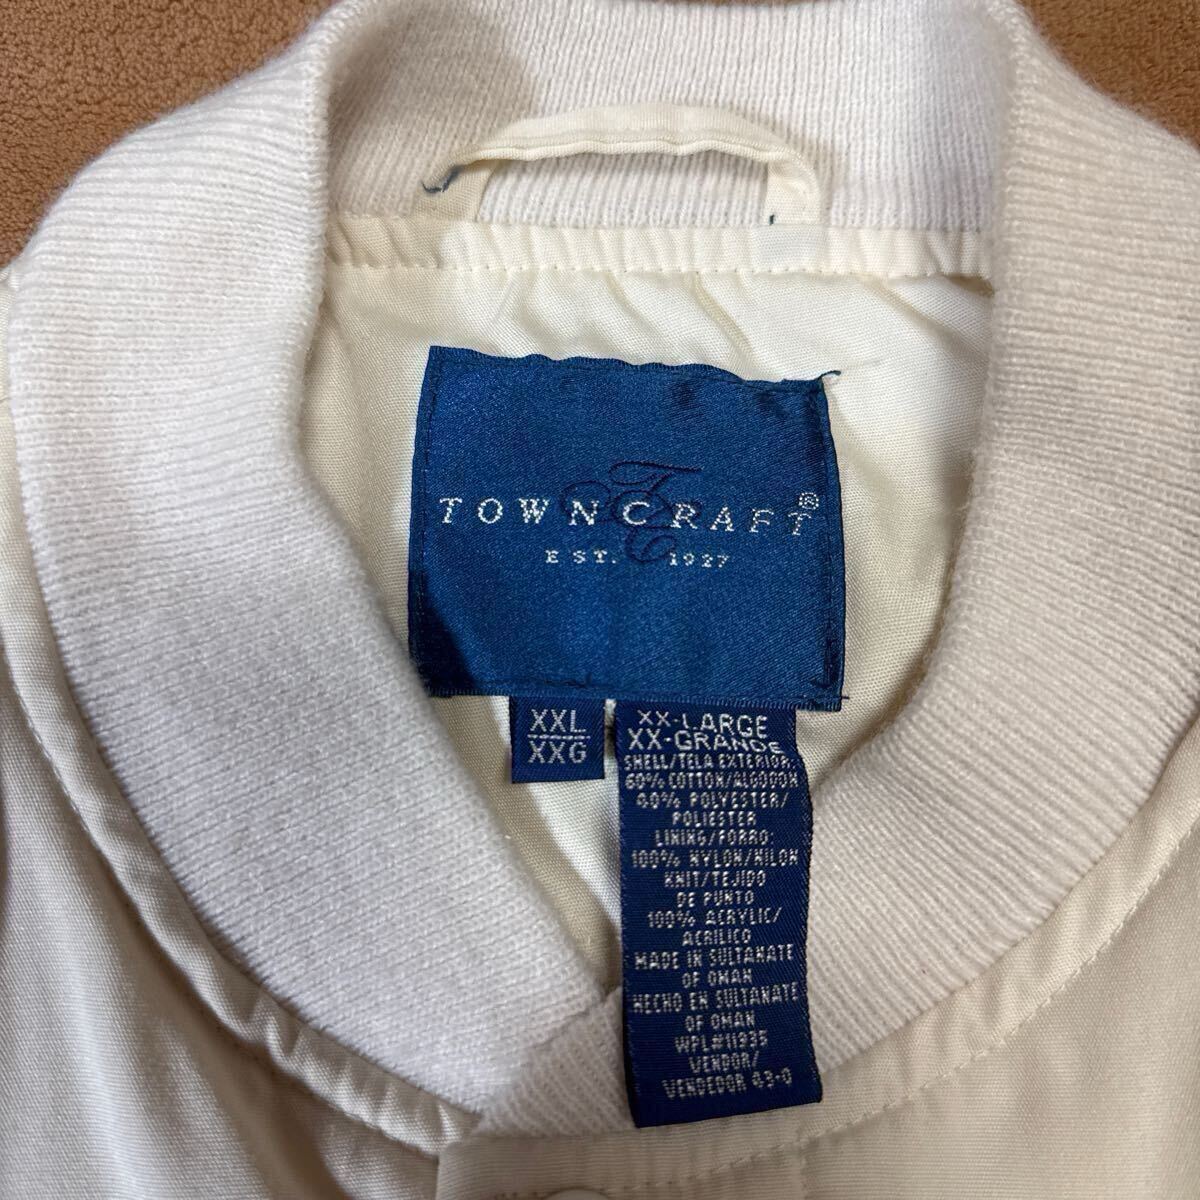 TOWNCRAFT®
EST. 1927
XXL
XXG
XX-LARGE
XX-GRANDE
SHELL/TELA EXTERIOR:
60% COTTON/ALGODON
40% POLYESTER/
POLIESTER
LINING/FORRO:
100% NYLON/NILON
KNIT/TEJIDO
DE PUNTO
100% ACRYLIC/
ACRILICO
MADE IN SULTANATE
OF OMAN
HECHO EN SULTANATE
OF OMAN
WPL#11935
VENDOR/
VENDEDOR 43-0